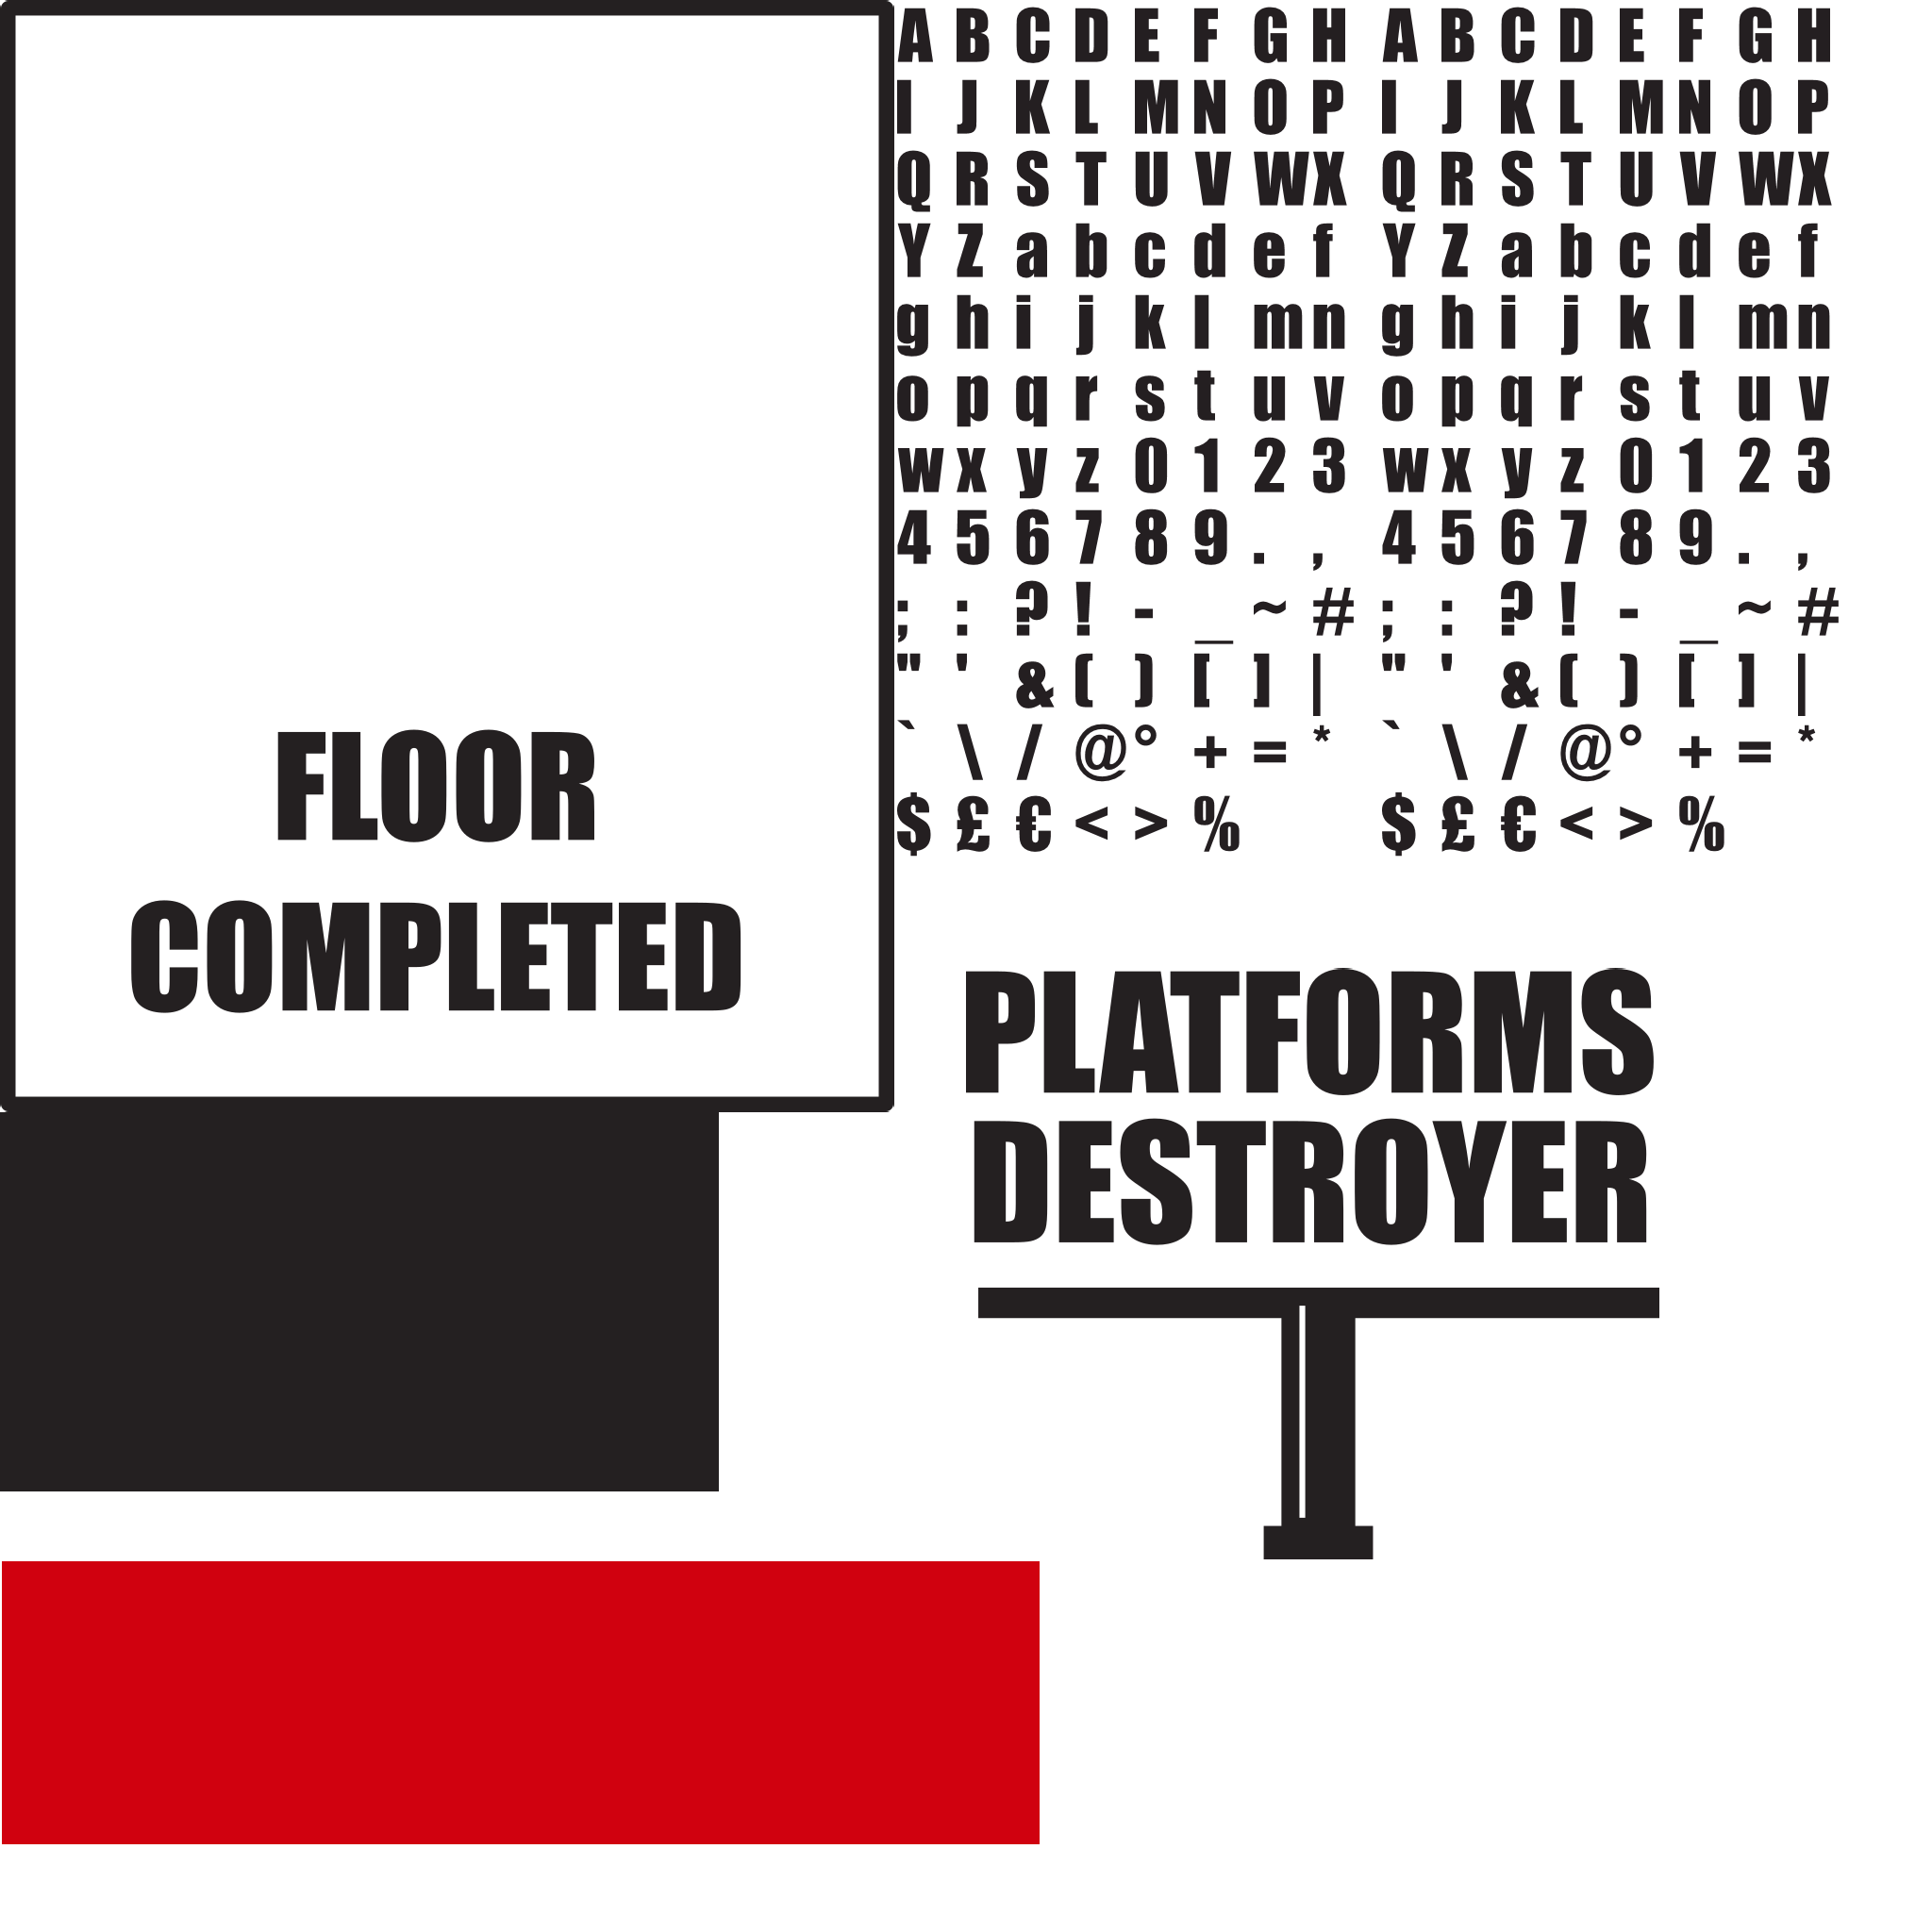 A B C D E F G H A B C D E F G H
I J K L M N O P I J K L M N O P
Q R S T U V W X Q R S T U V W X
Y Z a b c d e f Y Z a b c d e f
g h i j k l m n g h i j k l m n
o p q r s t u v o p q r s t u v
w x y z 0 1 2 3 w x y z 0 1 2 3
4 5 6 7 8 9 . , 4 5 6 7 8 9 . ,
; : ? ! - _ ~ # ; : ? ! - _ ~ #
" ' & ( ) [ ] | " ' & ( ) [ ] |
` \ / @ ° + = * ` \ / @ ° + = *
$ £ € < > % $ £ € < > %
FLOOR
COMPLETED
PLATFORMS
DESTROYER